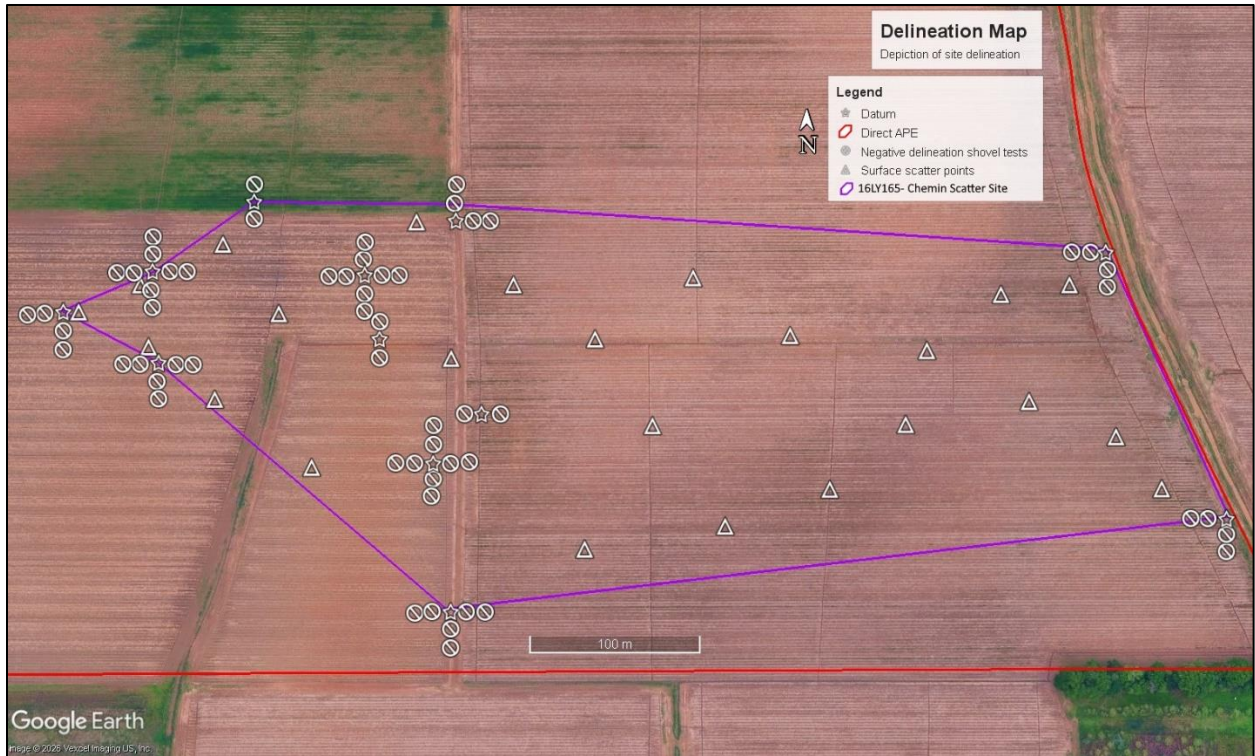 Delineation Map
Depiction of site delineation
Legend
Datum
Direct APE
Negative delineation shovel tests
Surface scatter points
16LY165- Chemin Scatter Site
N
100 m
Google Earth
Image © 2025 Vexcel Imaging US, Inc.